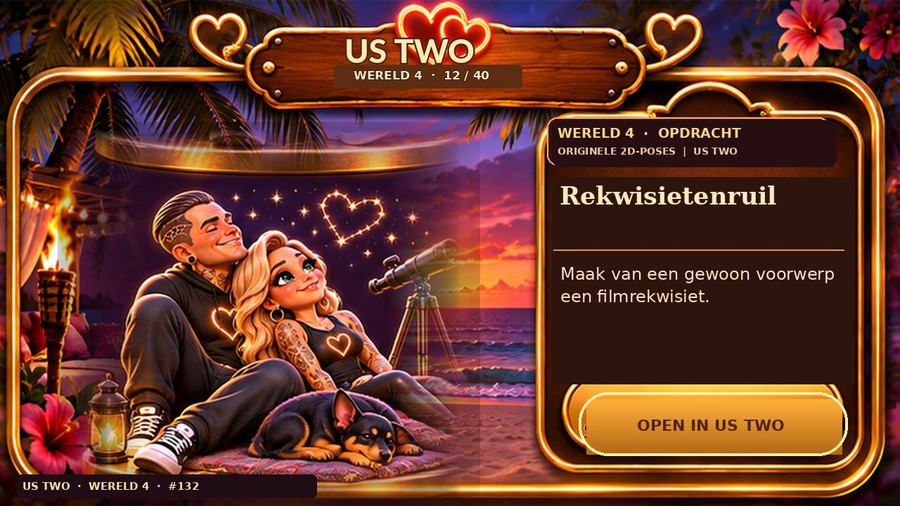 US TWO
WERELD 4 · 12 / 40
WERELD 4 · OPDRACHT
ORIGINELE 2D-POSES | US TWO
Rekwisietenruil
Maak van een gewoon voorwerp
een filmrekwisiet.
OPEN IN US TWO
US TWO · WERELD 4 · #132